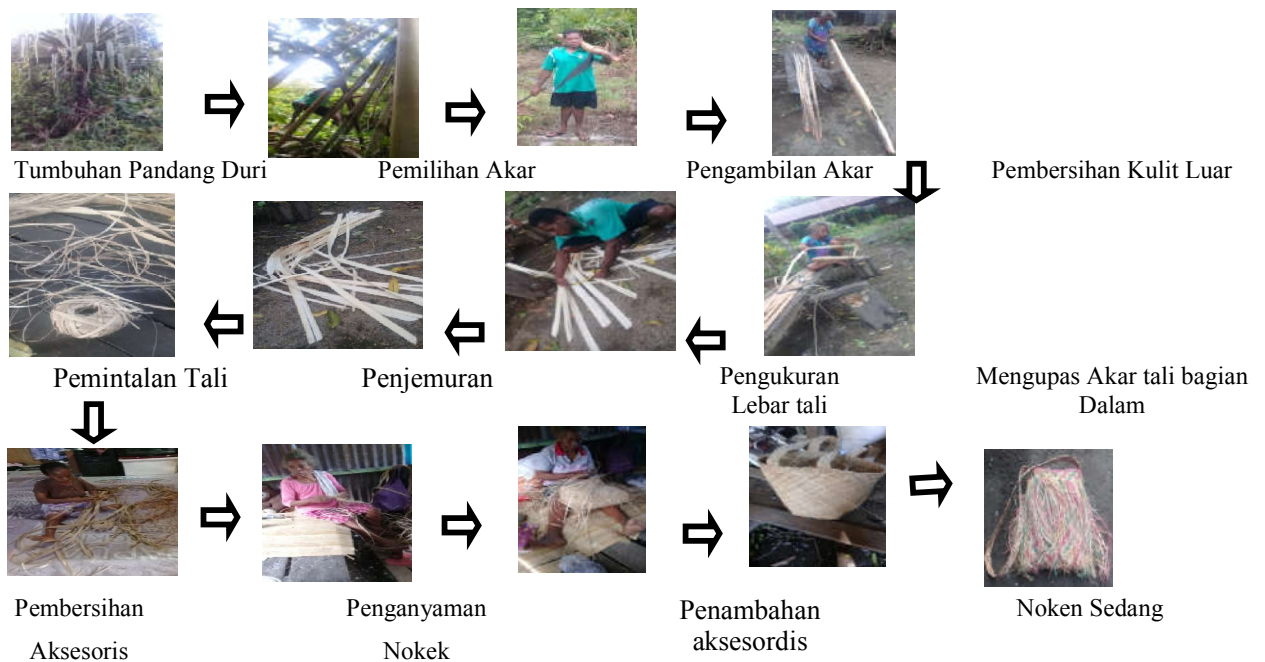 Tumbuhan Pandang Duri
Pemilihan Akar
Pengambilan Akar
Pembersihan Kulit Luar
Pemintalan Tali
Penjemuran
Pengukuran
Lebar tali
Mengupas Akar tali bagian
Dalam
Pembersihan
Aksesoris
Penganyaman
Nokek
Penambahan
aksesordis
Noken Sedang